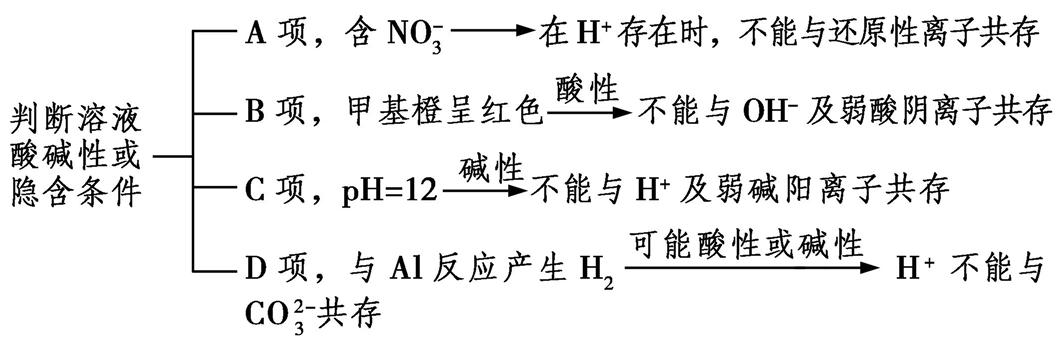 判断溶液
酸碱性或
隐含条件
A 项，含 NO₃⁻ ⟶ 在 H⁺ 存在时，不能与还原性离子共存
B 项，甲基橙呈红色 酸性⟶ 不能与 OH⁻ 及弱酸阴离子共存
C 项，pH=12 碱性⟶ 不能与 H⁺ 及弱碱阳离子共存
D 项，与 Al 反应产生 H₂ 可能酸性或碱性⟶ H⁺ 不能与
CO₃²⁻共存